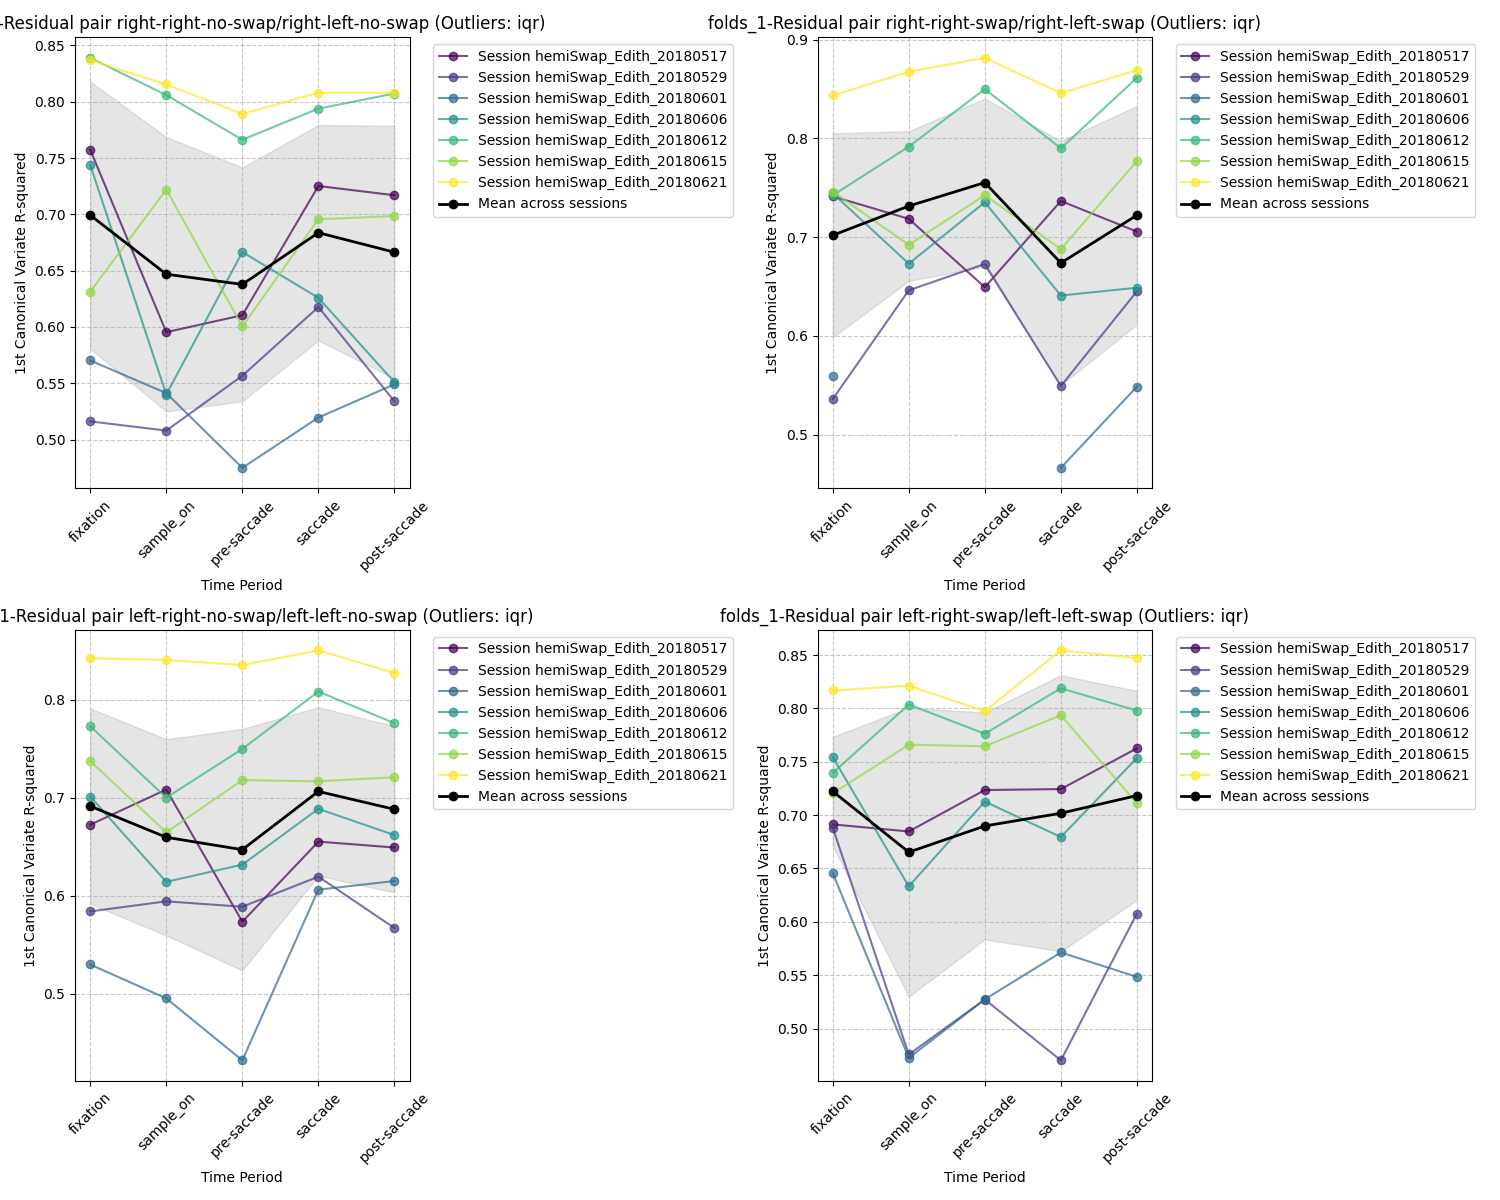 -Residual pair right-right-no-swap/right-left-no-swap (Outliers: iqr)
1st Canonical Variate R-squared
0.85
0.80
0.75
0.70
0.65
0.60
0.55
0.50
fixation
sample_on
pre-saccade
saccade
post-saccade
Time Period
Session hemiSwap_Edith_20180517
Session hemiSwap_Edith_20180529
Session hemiSwap_Edith_20180601
Session hemiSwap_Edith_20180606
Session hemiSwap_Edith_20180612
Session hemiSwap_Edith_20180615
Session hemiSwap_Edith_20180621
Mean across sessions
folds_1-Residual pair right-right-swap/right-left-swap (Outliers: iqr)
1st Canonical Variate R-squared
0.9
0.8
0.7
0.6
0.5
fixation
sample_on
pre-saccade
saccade
post-saccade
Time Period
Session hemiSwap_Edith_20180517
Session hemiSwap_Edith_20180529
Session hemiSwap_Edith_20180601
Session hemiSwap_Edith_20180606
Session hemiSwap_Edith_20180612
Session hemiSwap_Edith_20180615
Session hemiSwap_Edith_20180621
Mean across sessions
1-Residual pair left-right-no-swap/left-left-no-swap (Outliers: iqr)
1st Canonical Variate R-squared
0.8
0.7
0.6
0.5
fixation
sample_on
pre-saccade
saccade
post-saccade
Time Period
Session hemiSwap_Edith_20180517
Session hemiSwap_Edith_20180529
Session hemiSwap_Edith_20180601
Session hemiSwap_Edith_20180606
Session hemiSwap_Edith_20180612
Session hemiSwap_Edith_20180615
Session hemiSwap_Edith_20180621
Mean across sessions
folds_1-Residual pair left-right-swap/left-left-swap (Outliers: iqr)
1st Canonical Variate R-squared
0.85
0.80
0.75
0.70
0.65
0.60
0.55
0.50
fixation
sample_on
pre-saccade
saccade
post-saccade
Time Period
Session hemiSwap_Edith_20180517
Session hemiSwap_Edith_20180529
Session hemiSwap_Edith_20180601
Session hemiSwap_Edith_20180606
Session hemiSwap_Edith_20180612
Session hemiSwap_Edith_20180615
Session hemiSwap_Edith_20180621
Mean across sessions